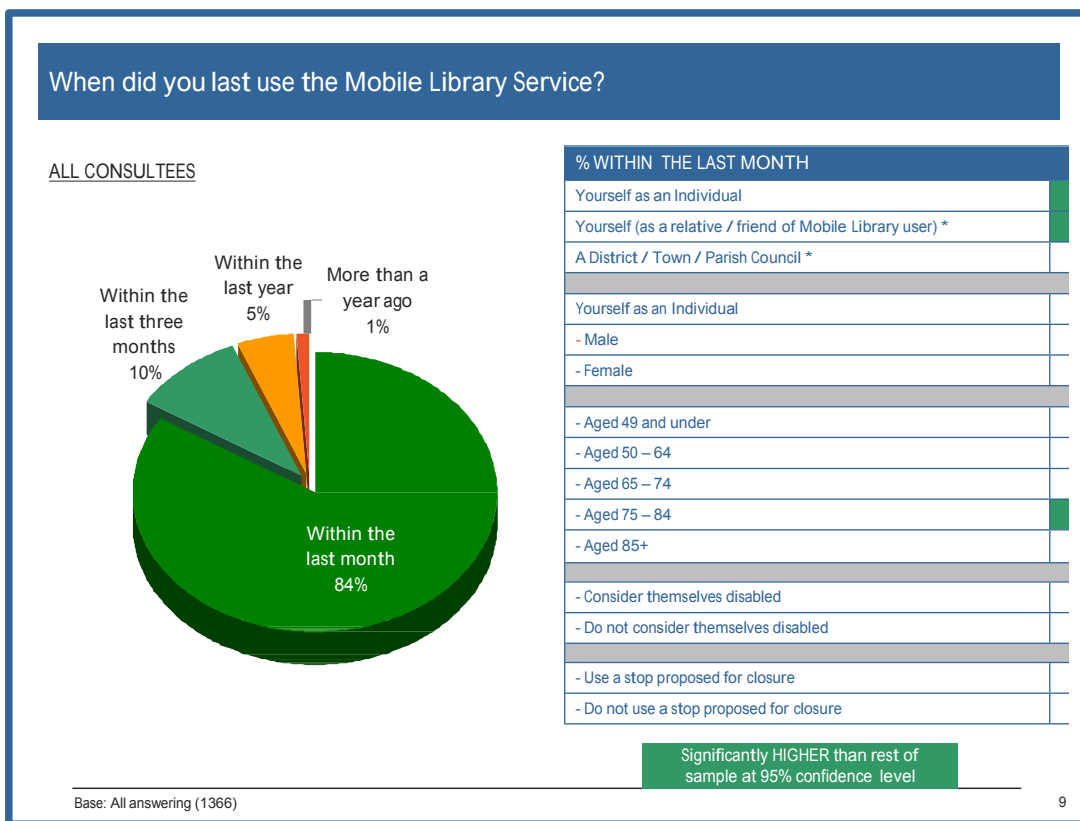 When did you last use the Mobile Library Service?
ALL CONSULTEES
Within the
last three
months
10%
Within the
last year
5%
More than a
year ago
1%
Within the
last month
84%
% WITHIN THE LAST MONTH
Yourself as an Individual
Yourself (as a relative / friend of Mobile Library user) *
A District / Town / Parish Council *
Yourself as an Individual
- Male
- Female
- Aged 49 and under
- Aged 50 – 64
- Aged 65 – 74
- Aged 75 – 84
- Aged 85+
- Consider themselves disabled
- Do not consider themselves disabled
- Use a stop proposed for closure
- Do not use a stop proposed for closure
Significantly HIGHER than rest of
sample at 95% confidence level
Base: All answering (1366)
9